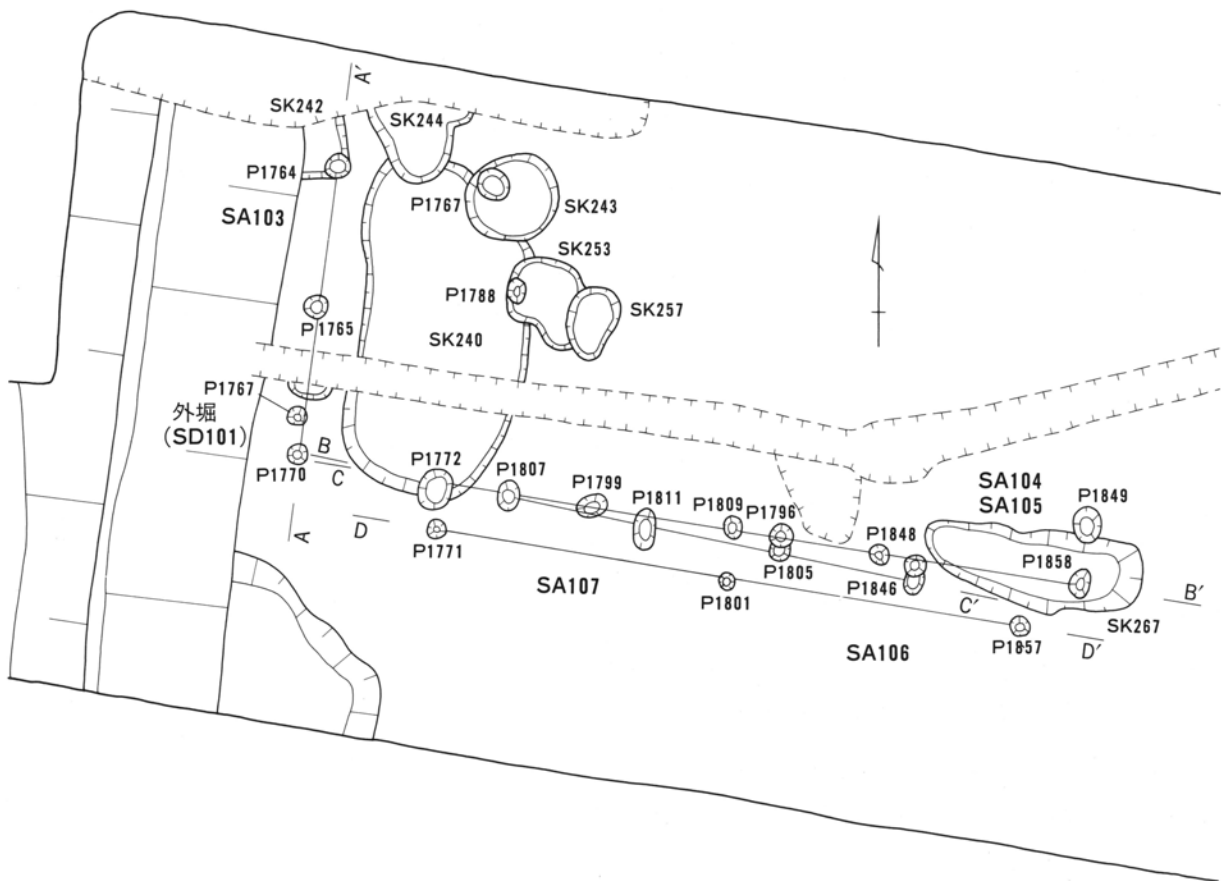 A'
SK242
SK244
P1764
P1767
SK243
SA103
SK253
P1788
SK257
P1765
SK240
P1767
外堀
(SD101)
P1770
B
C
P1772
P1807
P1799
P1811
P1809
P1796
SA104
SA105
P1849
A
D
P1771
P1848
P1805
P1858
P1846
SA107
P1801
C'
B'
SK267
P1857
D'
SA106